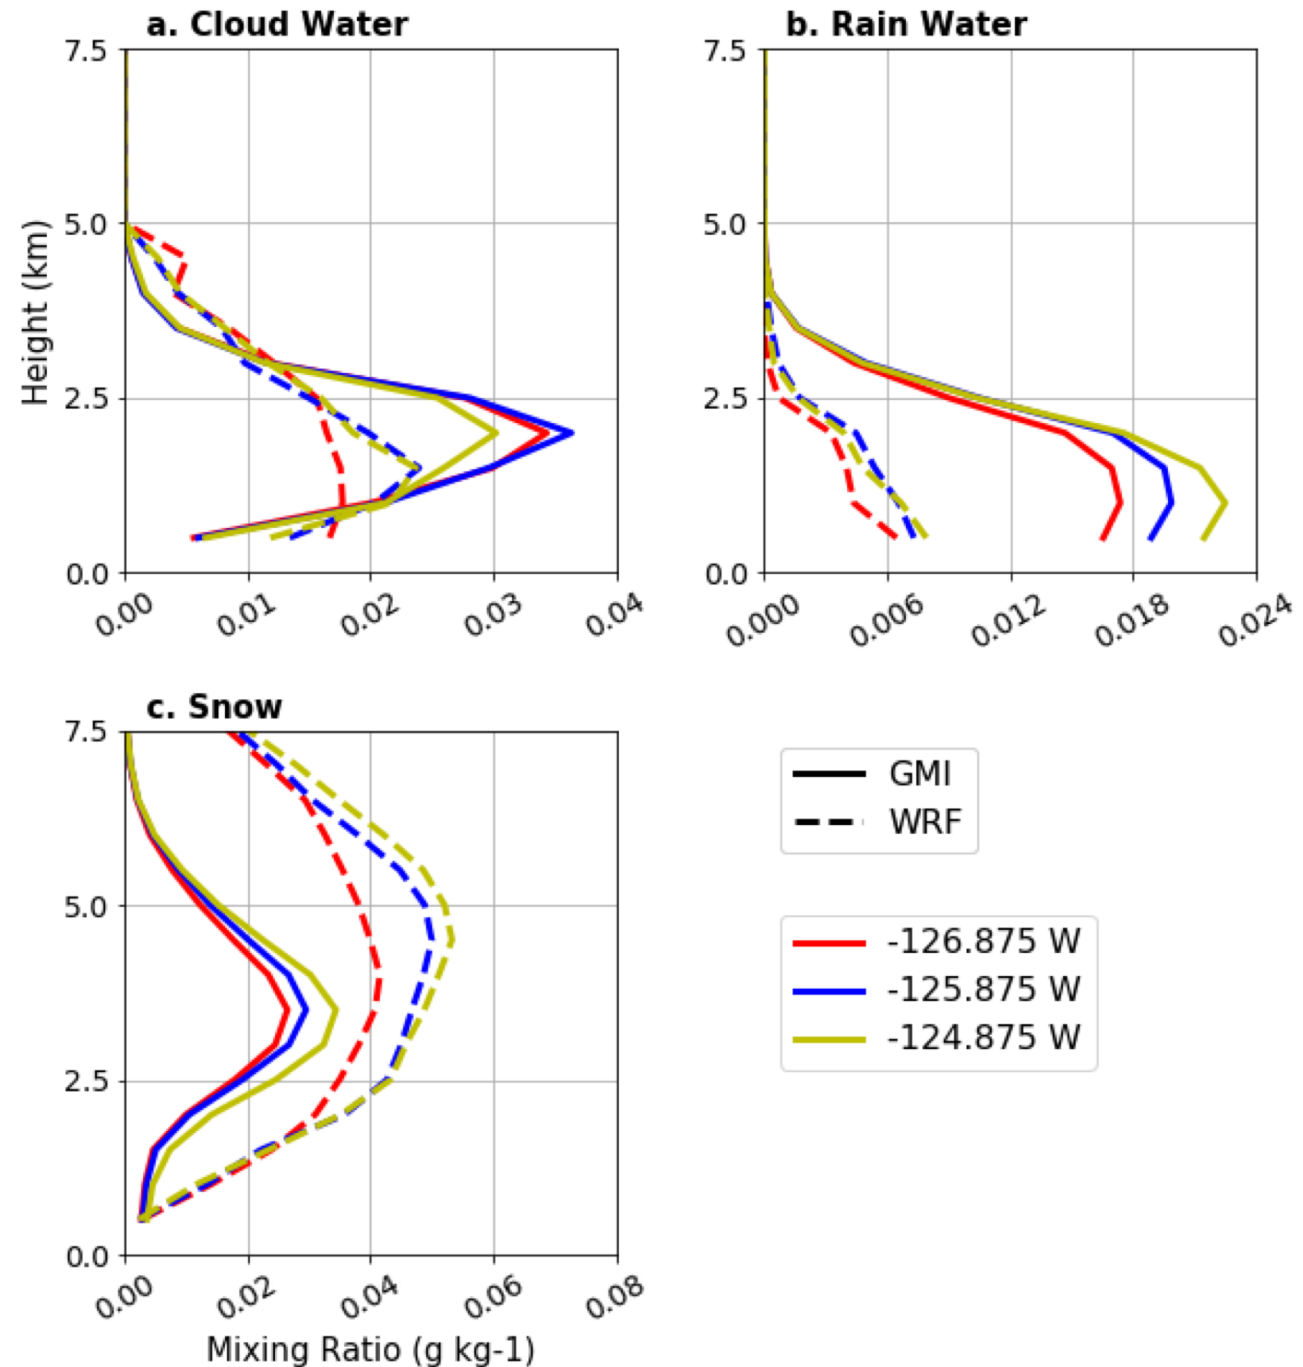 a. Cloud Water
7.5
5.0
2.5
0.0
Height (km)
0.00 0.01 0.02 0.03 0.04
b. Rain Water
7.5
5.0
2.5
0.0
0.000 0.006 0.012 0.018 0.024
c. Snow
7.5
5.0
2.5
0.0
0.00 0.02 0.04 0.06 0.08
Mixing Ratio (g kg-1)
GMI
WRF
-126.875 W
-125.875 W
-124.875 W